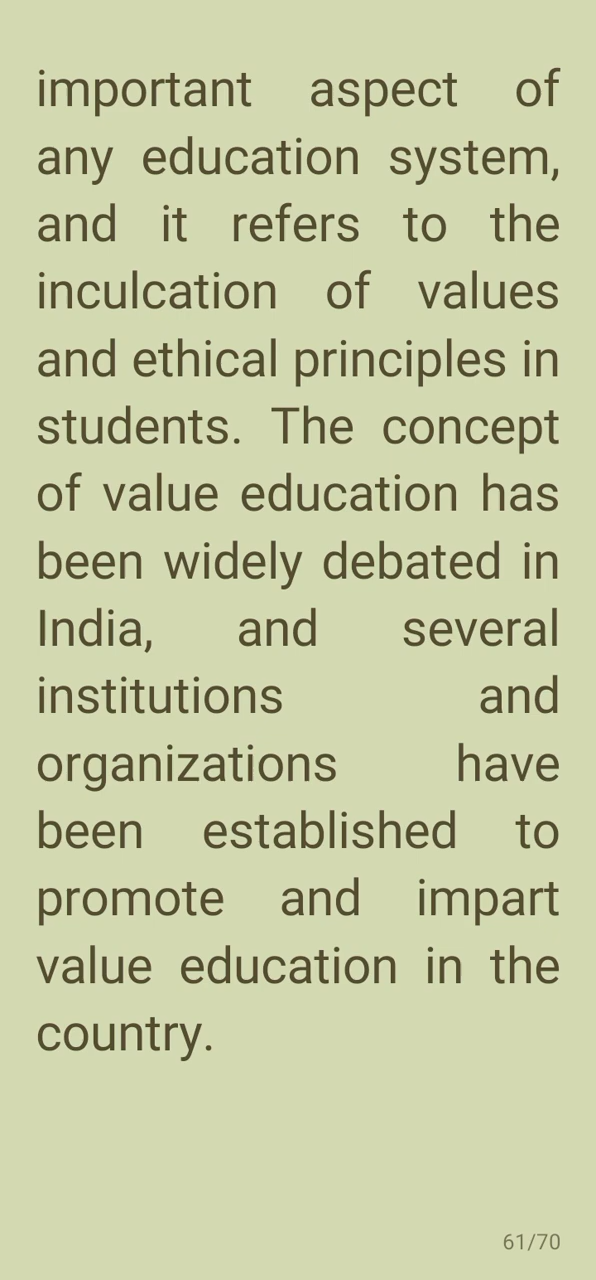 important aspect of
any education system,
and it refers to the
inculcation of values
and ethical principles in
students. The concept
of value education has
been widely debated in
India, and several
institutions and
organizations have
been established to
promote and impart
value education in the
country.
61/70